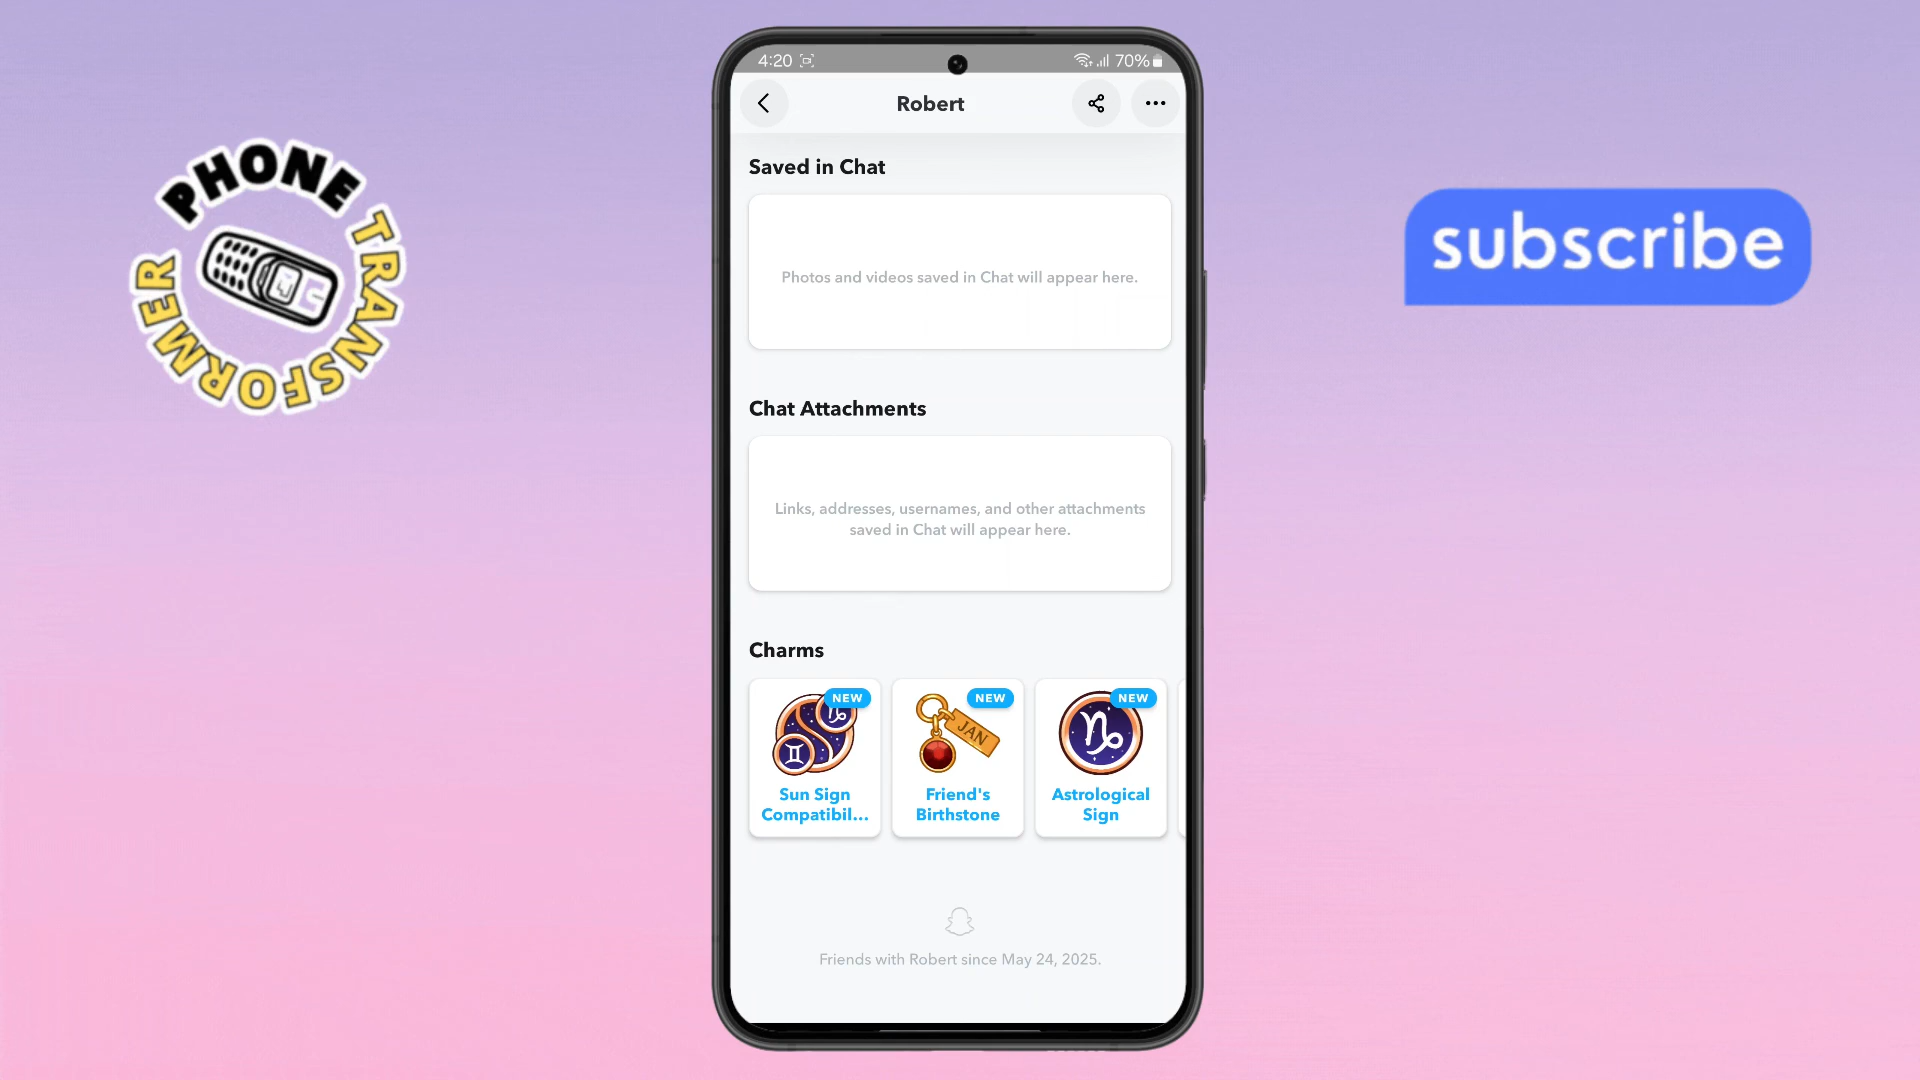 PHONE
TRANSFORMER
subscribe
4:20
70%
Robert
Saved in Chat
Photos and videos saved in Chat will appear here.
Chat Attachments
Links, addresses, usernames, and other attachments
saved in Chat will appear here.
Charms
NEW
NEW
JAN
NEW
Sun Sign
Compatibil...
Friend's
Birthstone
Astrological
Sign
Friends with Robert since May 24, 2025.